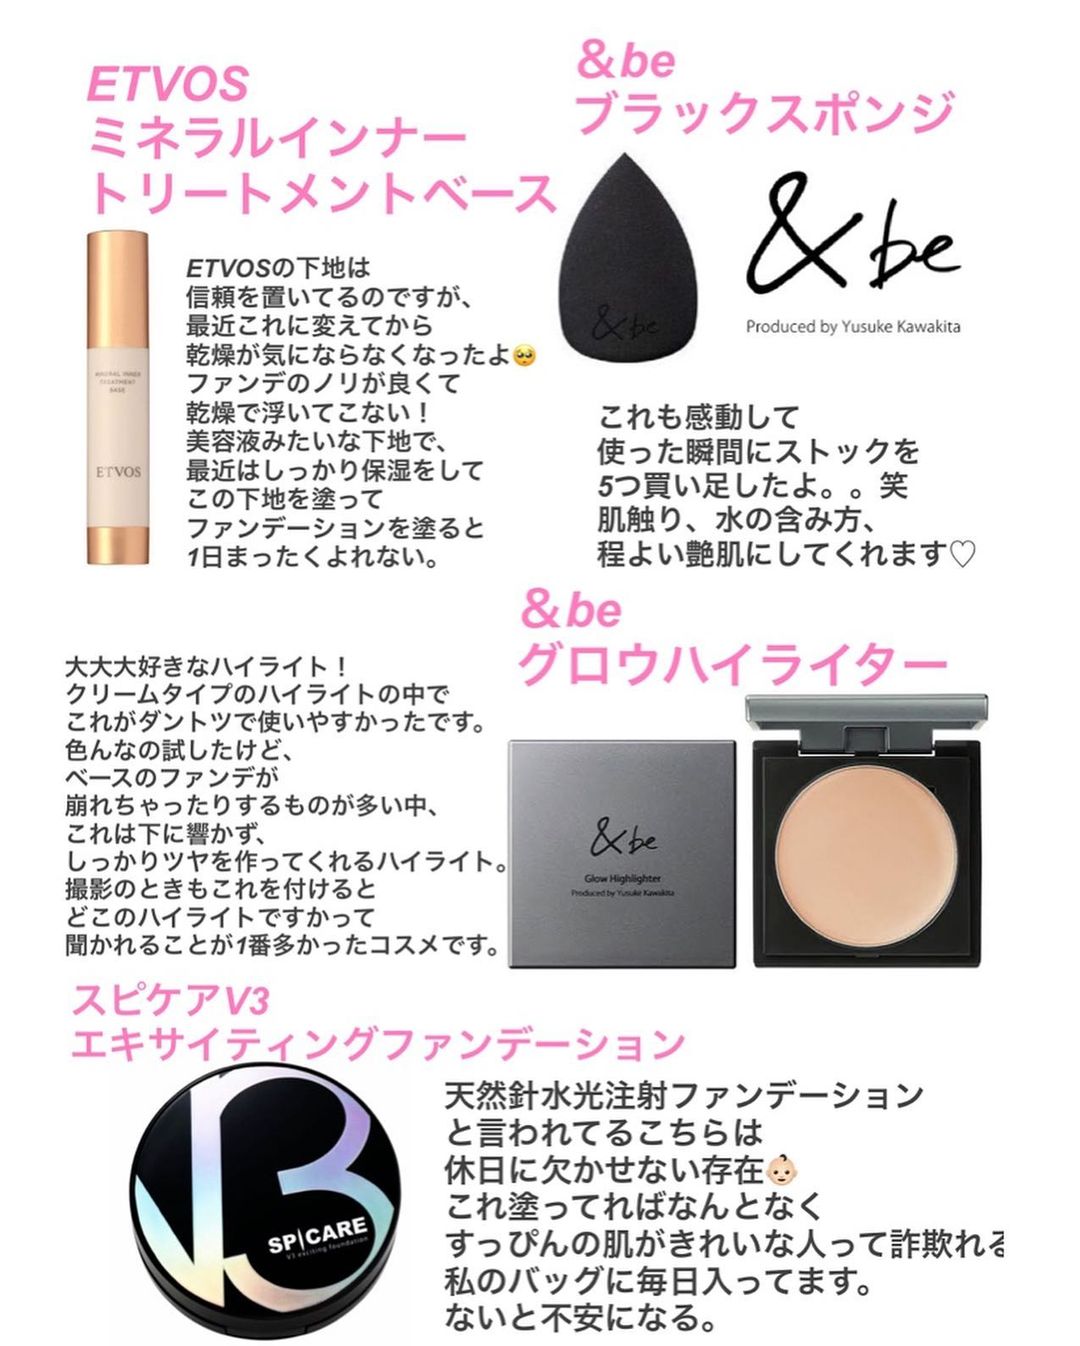 ETVOS
ミネラルインナー
トリートメントベース
MINERAL INNER
TREATMENT
BASE
ETVOS
ETVOSの下地は
信頼を置いてるのですが、
最近これに変えてから
乾燥が気にならなくなったよ🥺
ファンデのノリが良くて
乾燥で浮いてこない！
美容液みたいな下地で、
最近はしっかり保湿をして
この下地を塗って
ファンデーションを塗ると
1日まったくよれない。
&be
ブラックスポンジ
&be
&be
Produced by Yusuke Kawakita
これも感動して
使った瞬間にストックを
5つ買い足したよ。。笑
肌触り、水の含み方、
程よい艶肌にしてくれます♡
&be
グロウハイライター
大大大好きなハイライト！
クリームタイプのハイライトの中で
これがダントツで使いやすかったです。
色んなの試したけど、
ベースのファンデが
崩れちゃったりするものが多い中、
これは下に響かず、
しっかりツヤを作ってくれるハイライト。
撮影のときもこれを付けると
どこのハイライトですかって
聞かれることが1番多かったコスメです。
&be
Glow Highlighter
Produced by Yusuke Kawakita
スピケアV3
エキサイティングファンデーション
V3
SP|CARE
V3 exciting foundation
天然針水光注射ファンデーション
と言われてるこちらは
休日に欠かせない存在👶🏻
これ塗ってればなんとなく
すっぴんの肌がきれいな人って詐欺れる
私のバッグに毎日入ってます。
ないと不安になる。